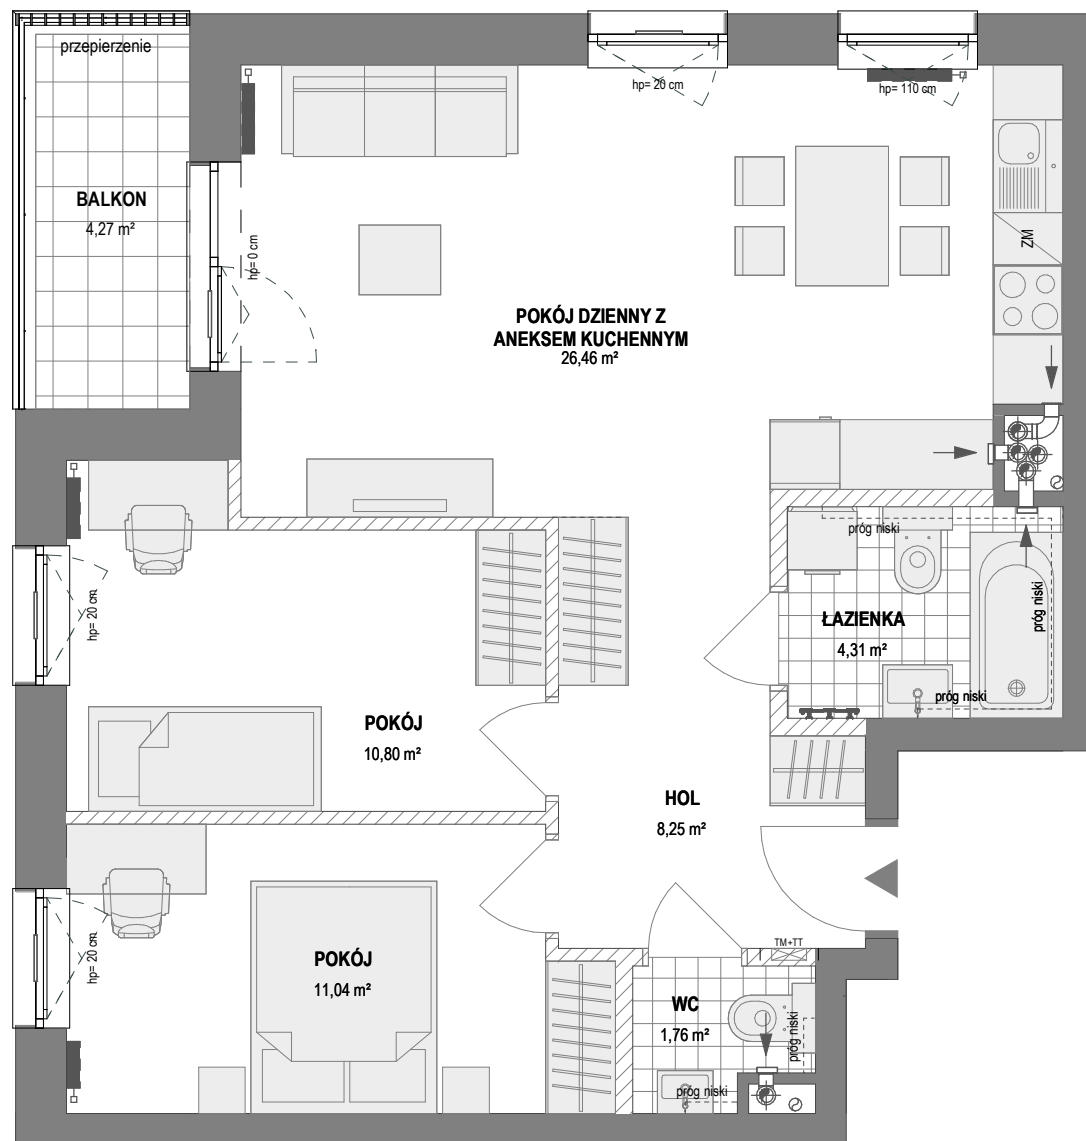 przepierzenie
hp= 20 cm
hp= 110 cm
BALKON
4,27 m²
hp= 0 cm
ZM
POKÓJ DZIENNY Z
ANEKSEM KUCHENNYM
26,46 m²
próg niski
hp= 20 cm
ŁAZIENKA
4,31 m²
próg niski
próg niski
POKÓJ
10,80 m²
HOL
8,25 m²
hp= 20 cm
TM+TT
POKÓJ
11,04 m²
WC
1,76 m²
próg niski
próg niski